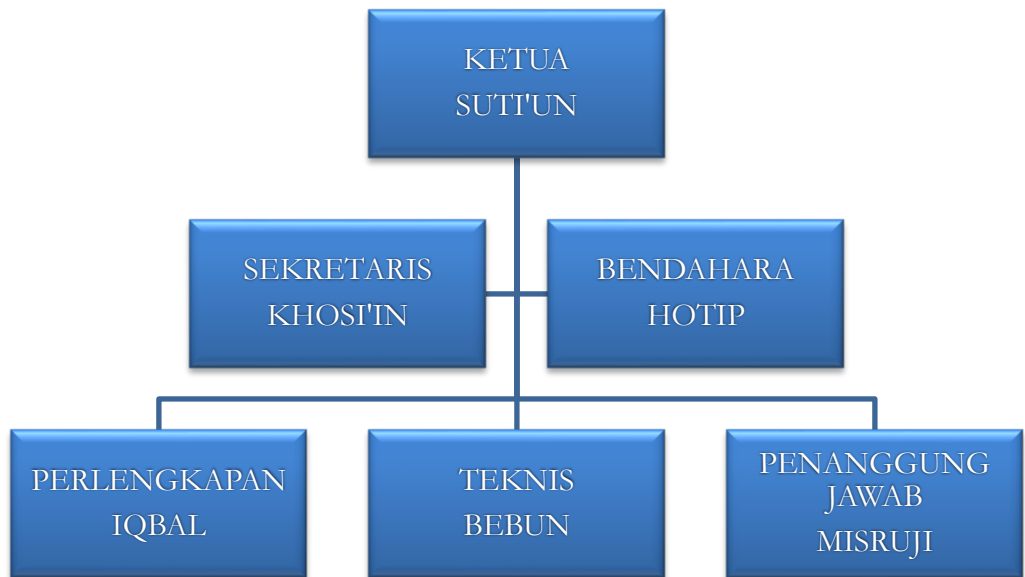 KETUA
SUTI'UN
SEKRETARIS
KHOSI'IN
BENDAHARA
HOTIP
PERLENGKAPAN
IQBAL
TEKNIS
BEBUN
PENANGGUNG
JAWAB
MISRUJI